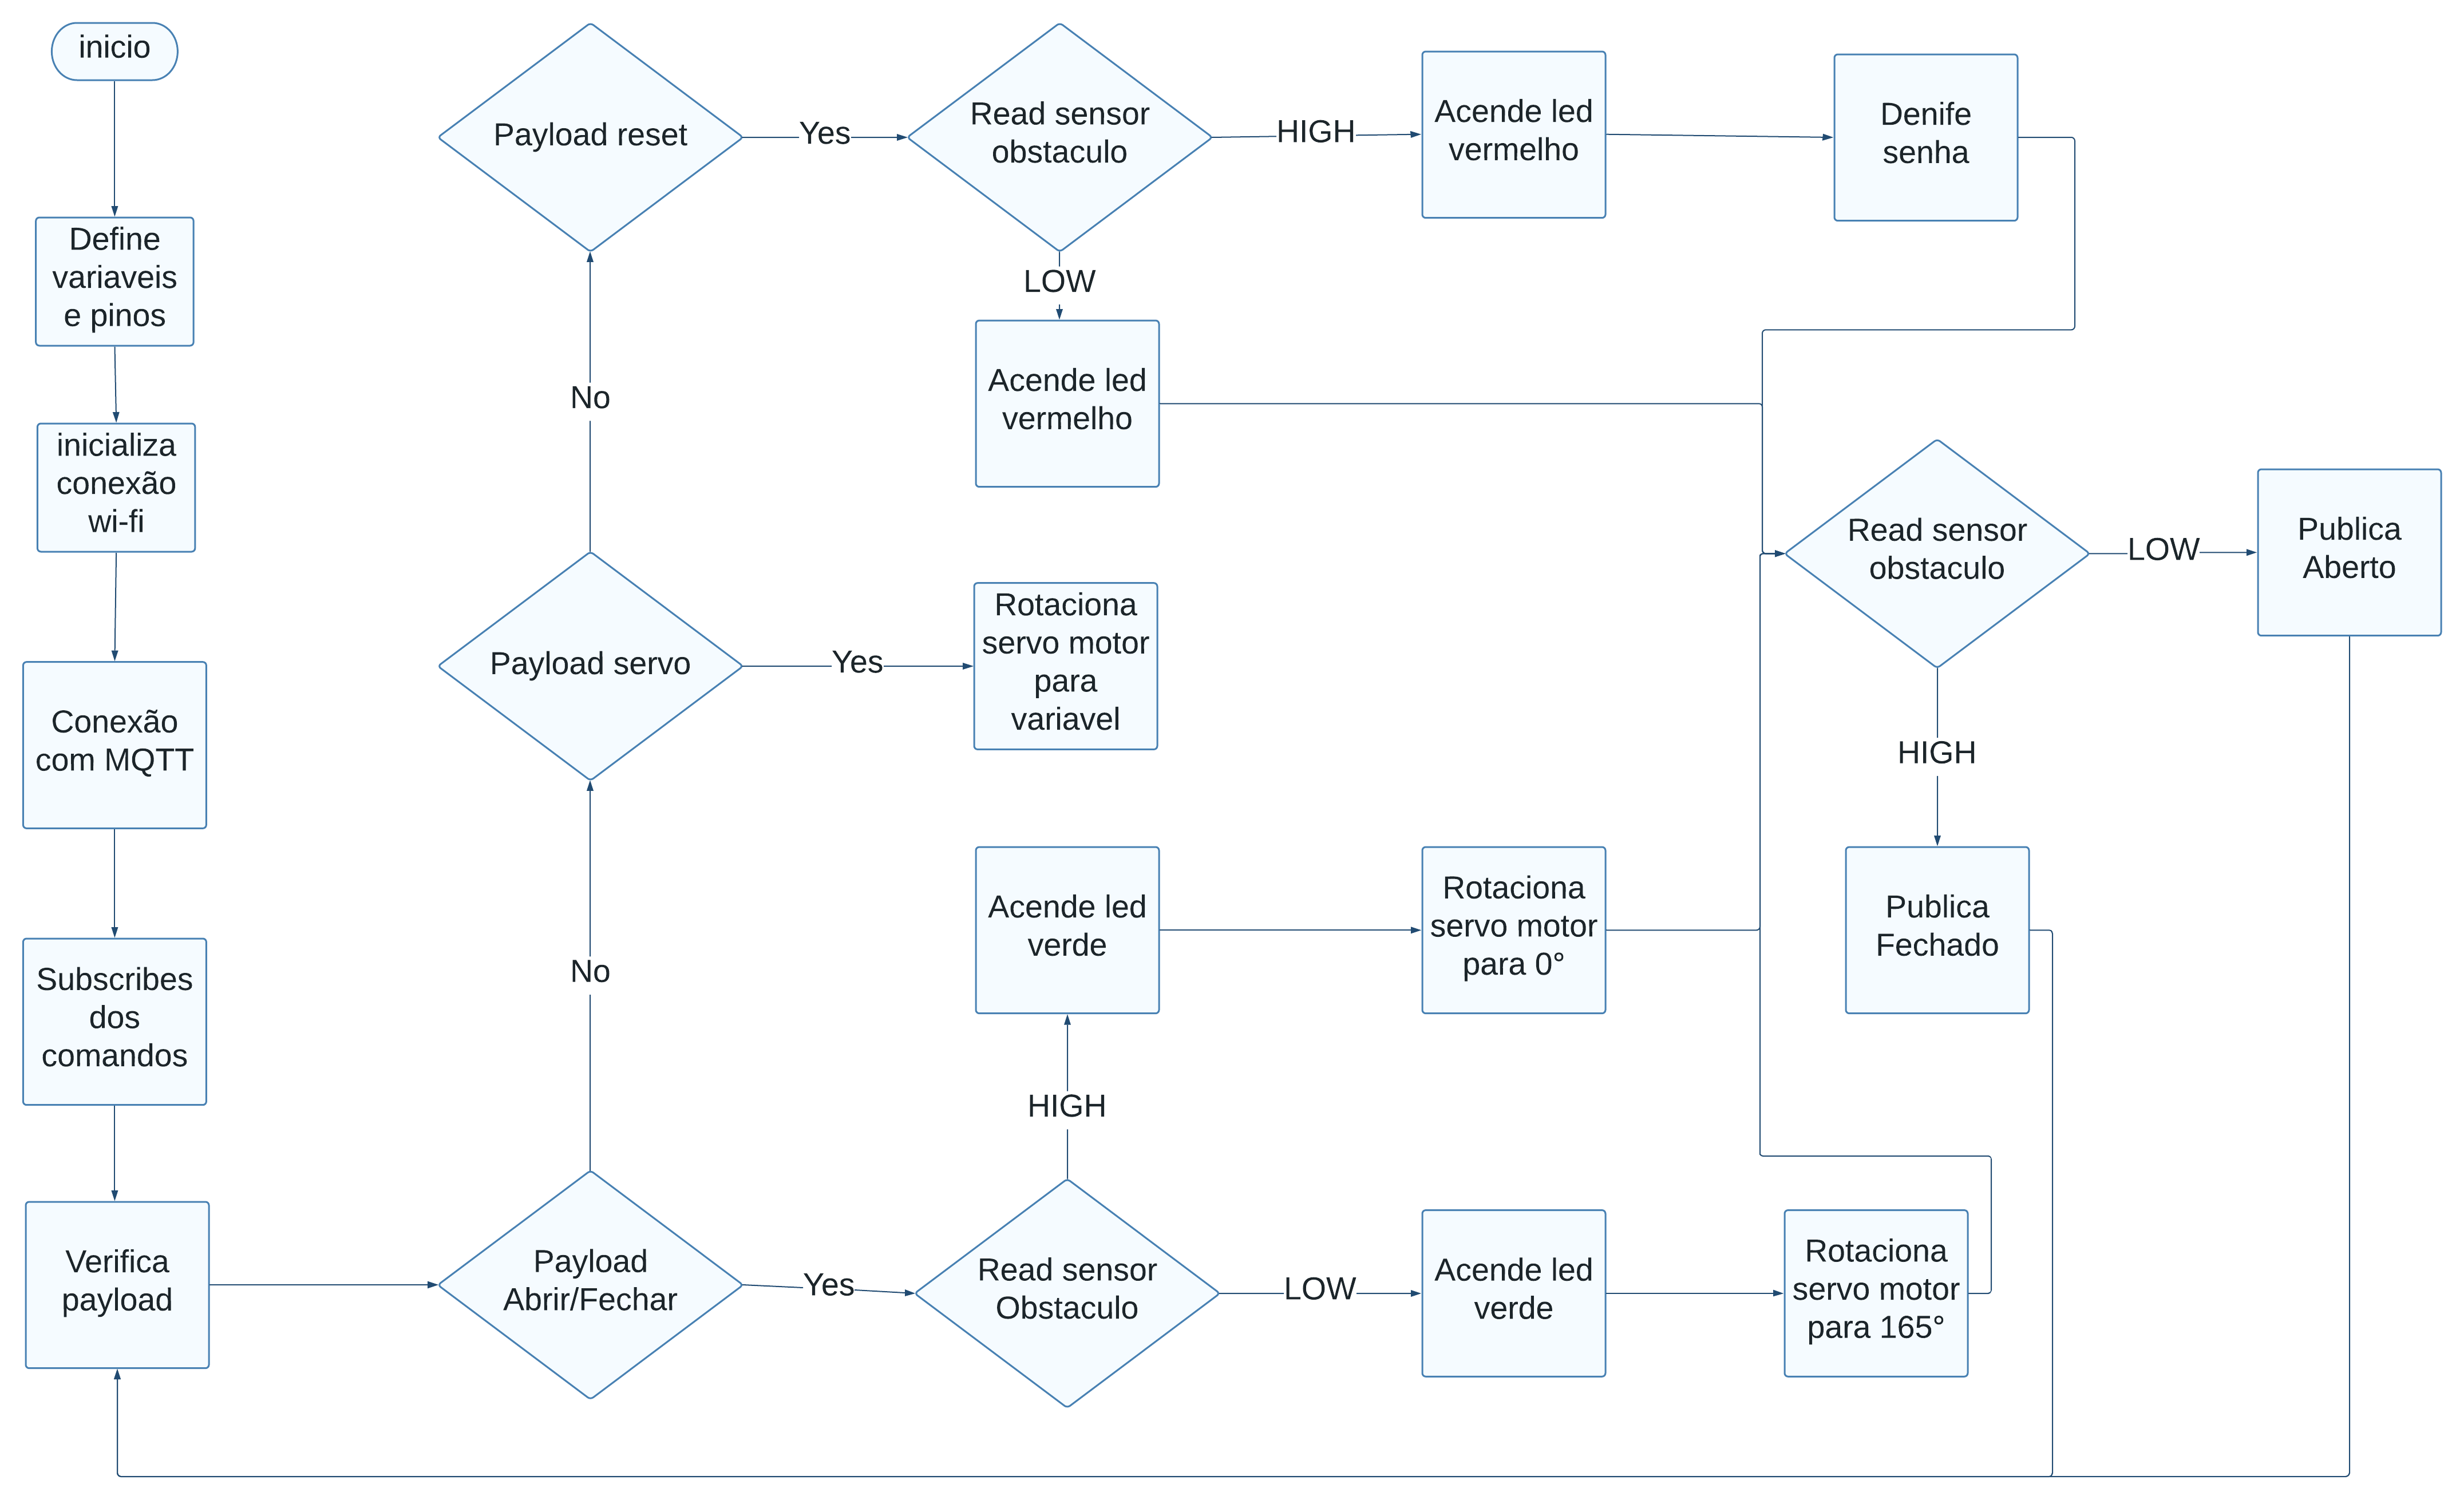 inicio
Define
variaveis
e pinos
inicializa
conexão
wi-fi
Conexão
com MQTT
Subscribes
dos
comandos
Verifica
payload
Payload
Abrir/Fechar
No
Payload servo
No
Payload reset
Yes
Read sensor
obstaculo
HIGH
Acende led
vermelho
Denife
senha
LOW
Acende led
vermelho
Yes
Rotaciona
servo motor
para
variavel
Yes
Read sensor
Obstaculo
HIGH
Acende led
verde
Rotaciona
servo motor
para 0°
LOW
Acende led
verde
Rotaciona
servo motor
para 165°
Read sensor
obstaculo
LOW
Publica
Aberto
HIGH
Publica
Fechado